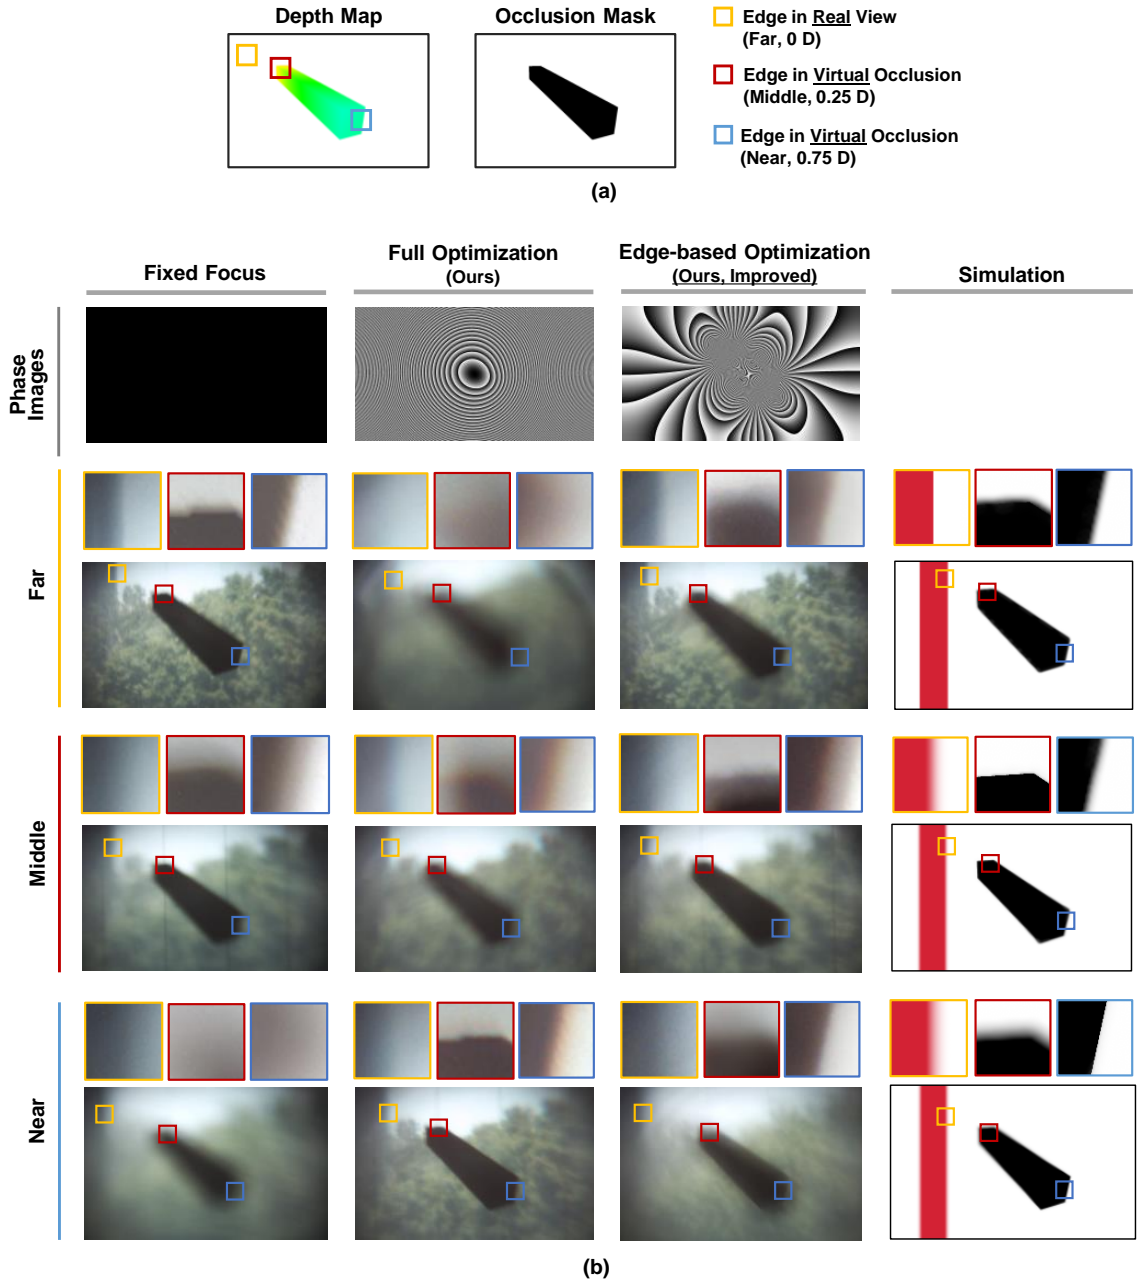 Depth Map
Occlusion Mask
Edge in Real View
(Far, 0 D)
Edge in Virtual Occlusion
(Middle, 0.25 D)
Edge in Virtual Occlusion
(Near, 0.75 D)
(a)
Fixed Focus
Full Optimization
(Ours)
Edge-based Optimization
(Ours, Improved)
Simulation
Phase
Images
Far
Middle
Near
(b)